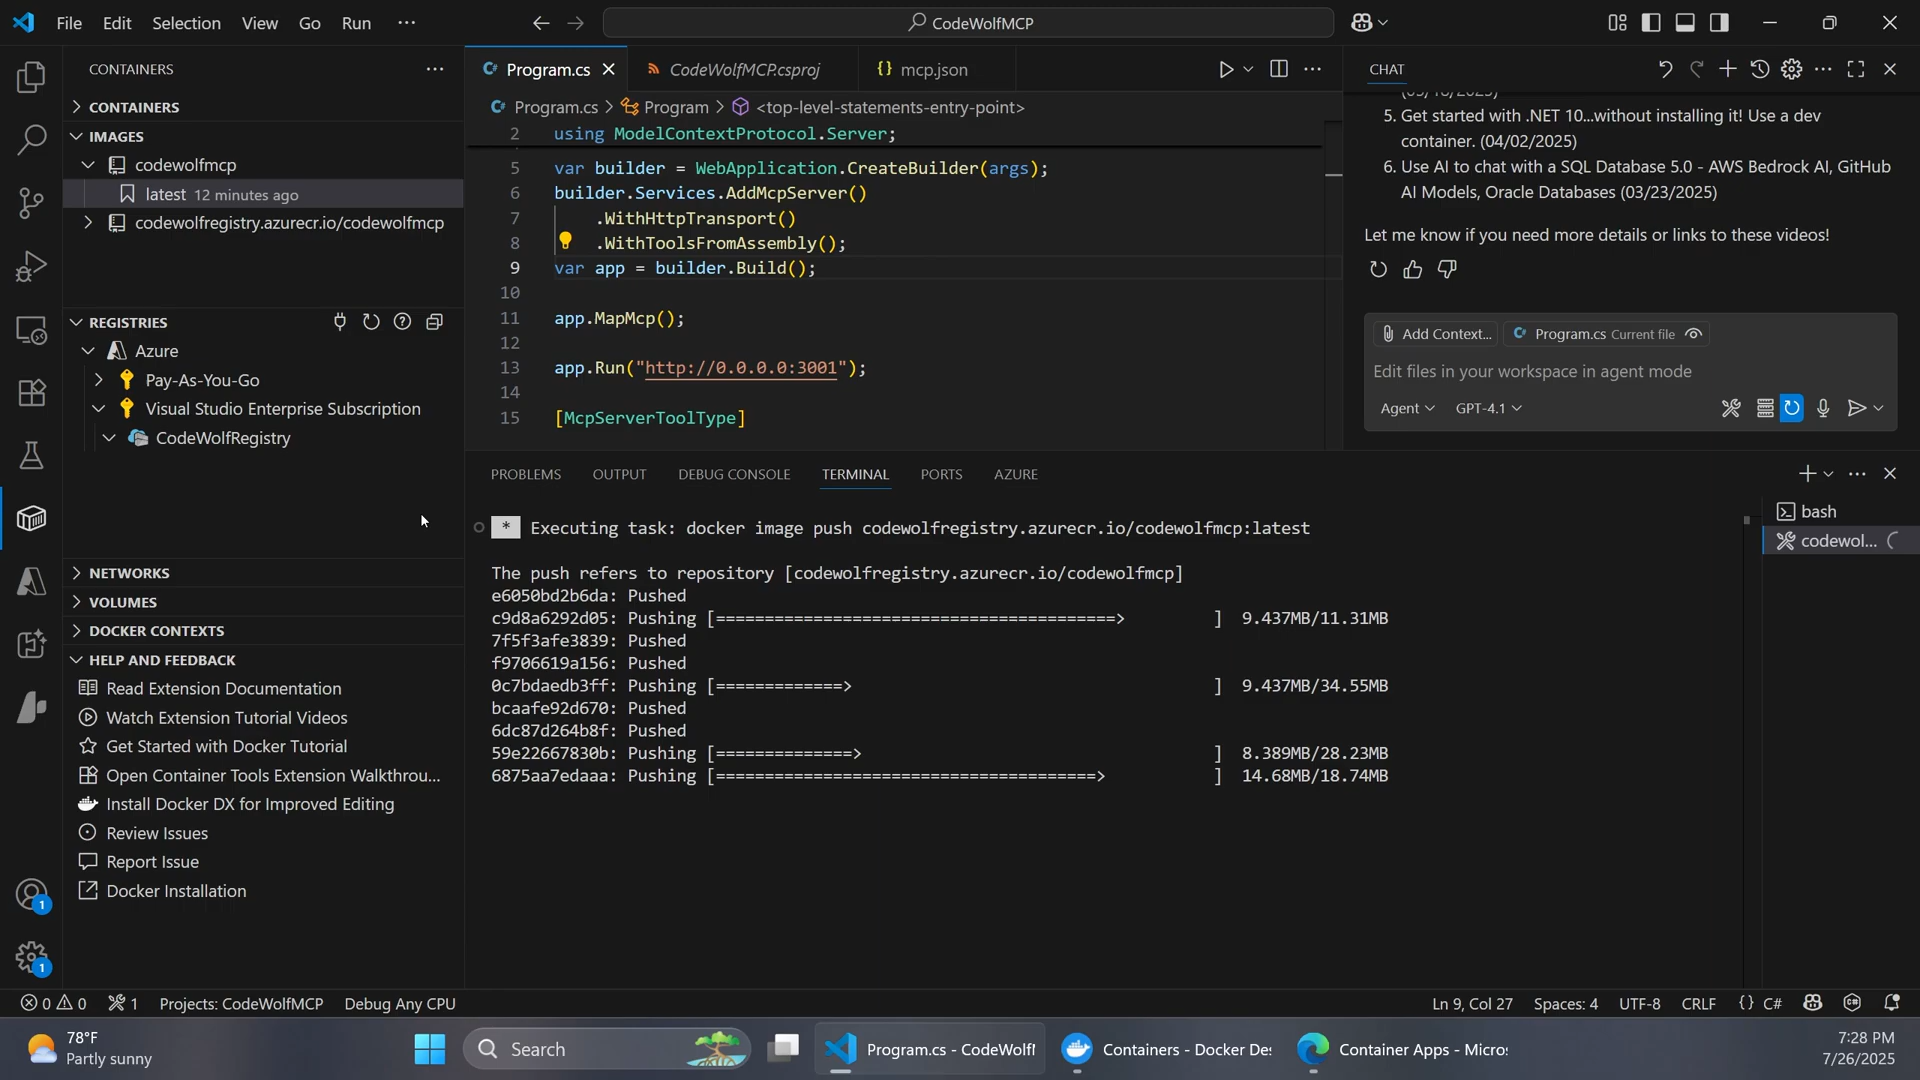 File Edit Selection View Go Run ···
CodeWolfMCP
CONTAINERS
CONTAINERS
IMAGES
codewolfmcp
latest 12 minutes ago
codewolfregistry.azurecr.io/codewolfmcp
REGISTRIES
Azure
Pay-As-You-Go
Visual Studio Enterprise Subscription
CodeWolfRegistry
NETWORKS
VOLUMES
DOCKER CONTEXTS
HELP AND FEEDBACK
Read Extension Documentation
Watch Extension Tutorial Videos
Get Started with Docker Tutorial
Open Container Tools Extension Walkthrou...
Install Docker DX for Improved Editing
Review Issues
Report Issue
Docker Installation
1
1
Program.cs CodeWolfMCP.csproj mcp.json
Program.cs > Program > <top-level-statements-entry-point>
2 using ModelContextProtocol.Server;
5 var builder = WebApplication.CreateBuilder(args);
6 builder.Services.AddMcpServer()
7 .WithHttpTransport()
8 .WithToolsFromAssembly();
9 var app = builder.Build();
10
11 app.MapMcp();
12
13 app.Run("http://0.0.0.0:3001");
14
15 [McpServerToolType]
CHAT
(05/18/2025)
5. Get started with .NET 10...without installing it! Use a dev
container. (04/02/2025)
6. Use AI to chat with a SQL Database 5.0 - AWS Bedrock AI, GitHub
AI Models, Oracle Databases (03/23/2025)
Let me know if you need more details or links to these videos!
Add Context... Program.cs Current file
Edit files in your workspace in agent mode
Agent GPT-4.1
PROBLEMS OUTPUT DEBUG CONSOLE TERMINAL PORTS AZURE
* Executing task: docker image push codewolfregistry.azurecr.io/codewolfmcp:latest
The push refers to repository [codewolfregistry.azurecr.io/codewolfmcp]
e6050bd2b6da: Pushed
c9d8a6292d05: Pushing [=========================================> ] 9.437MB/11.31MB
7f5f3afe3839: Pushed
f9706619a156: Pushed
0c7bdaedb3ff: Pushing [=============> ] 9.437MB/34.55MB
bcaafe92d670: Pushed
6dc87d264b8f: Pushed
59e22667830b: Pushing [==============> ] 8.389MB/28.23MB
6875aa7edaaa: Pushing [=======================================> ] 14.68MB/18.74MB
bash
codewol...
0 0 1 Projects: CodeWolfMCP Debug Any CPU
Ln 9, Col 27 Spaces: 4 UTF-8 CRLF {} C#
78°F
Partly sunny
Search
Program.cs - CodeWolf
Containers - Docker De
Container Apps - Micro
7:28 PM
7/26/2025